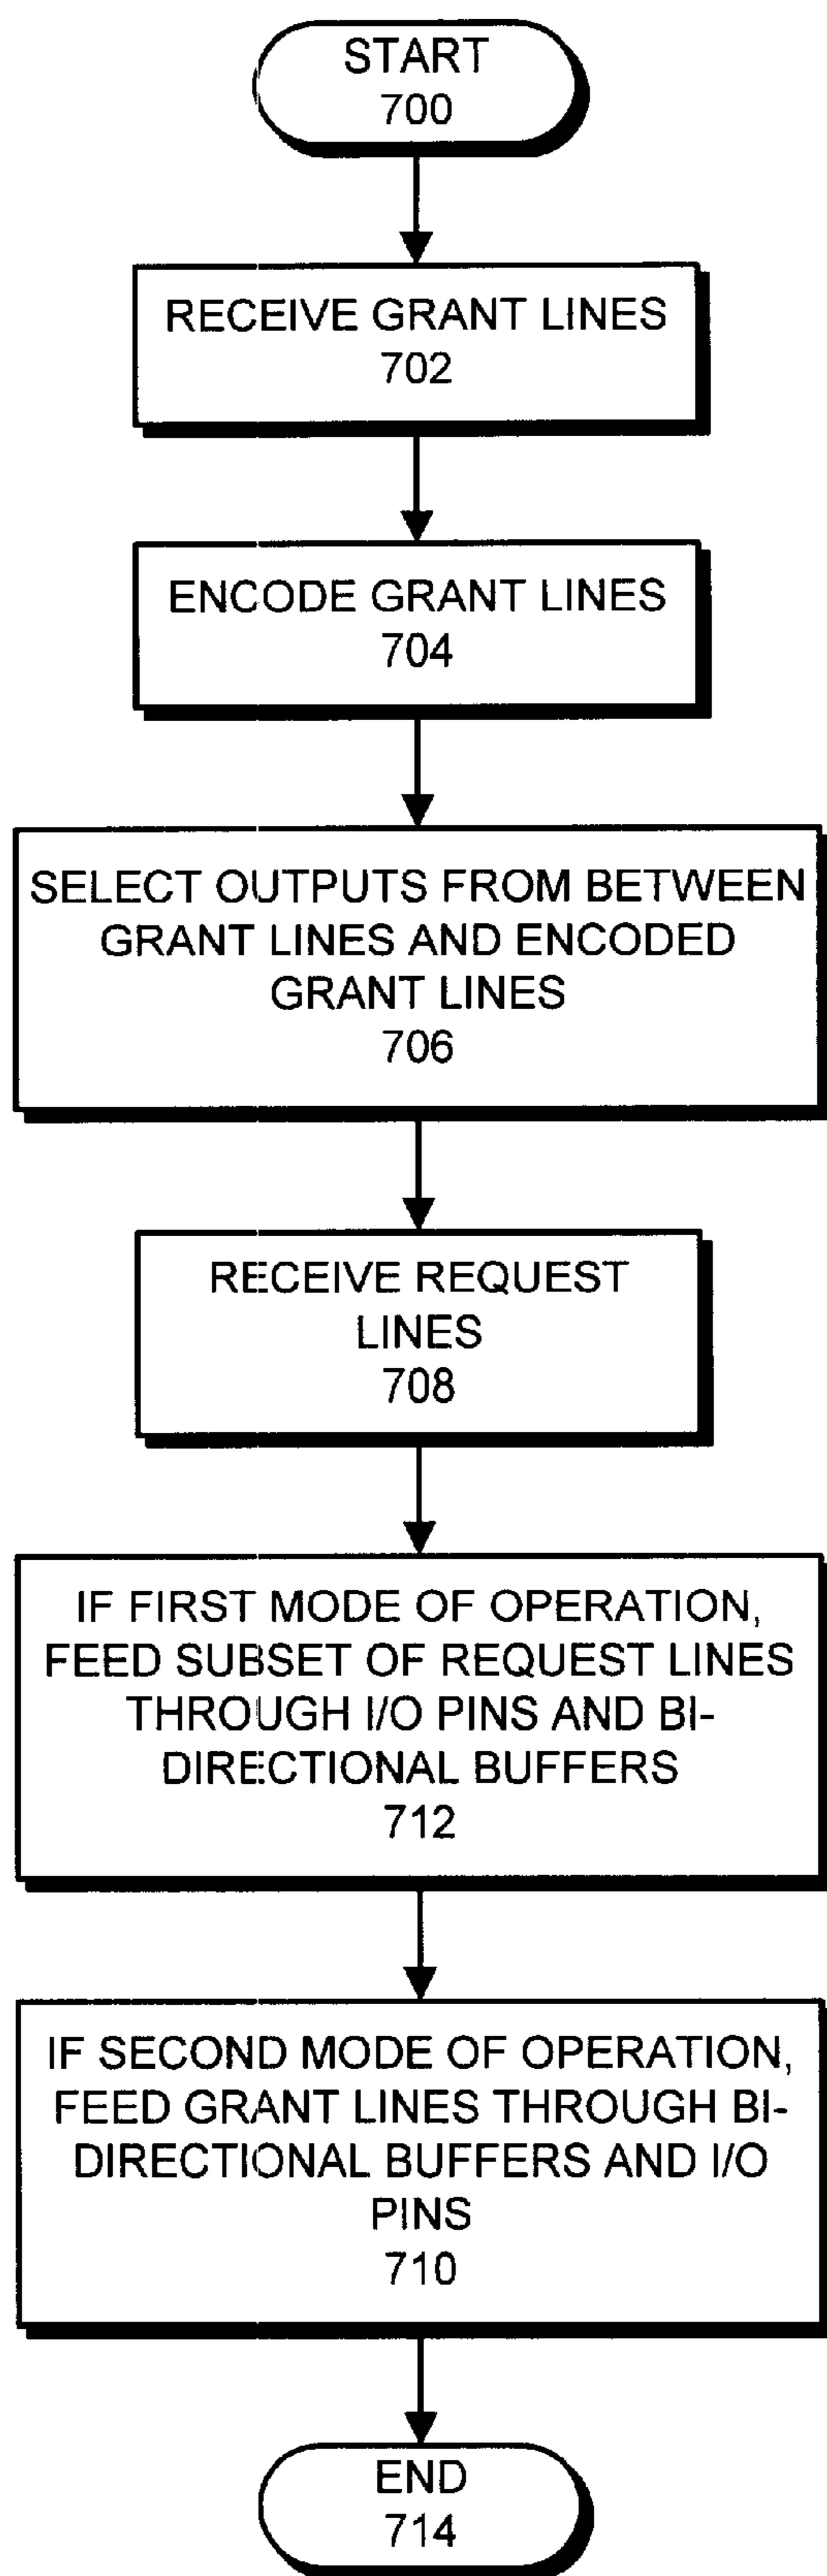 START
700
RECEIVE GRANT LINES
702
ENCODE GRANT LINES
704
SELECT OUTPUTS FROM BETWEEN
GRANT LINES AND ENCODED
GRANT LINES
706
RECEIVE REQUEST
LINES
708
IF FIRST MODE OF OPERATION,
FEED SUBSET OF REQUEST LINES
THROUGH I/O PINS AND BI-
DIRECTIONAL BUFFERS
712
IF SECOND MODE OF OPERATION,
FEED GRANT LINES THROUGH BI-
DIRECTIONAL BUFFERS AND I/O
PINS
710
END
714